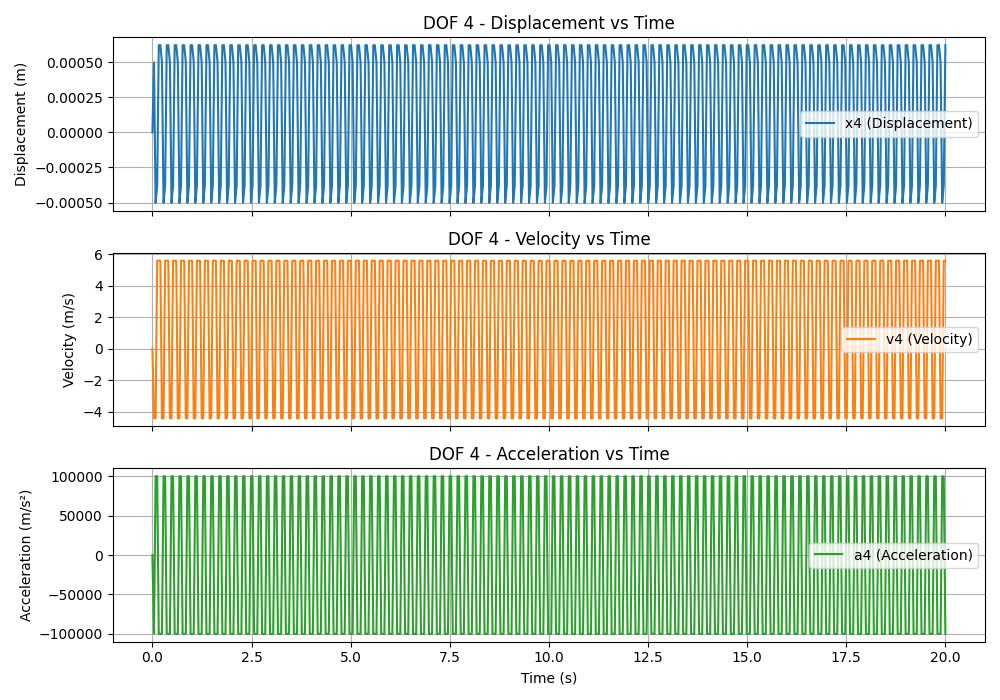 DOF 4 - Displacement vs Time
Displacement (m)
0.00050
0.00025
0.00000
−0.00025
−0.00050
x4 (Displacement)
DOF 4 - Velocity vs Time
Velocity (m/s)
6
4
2
0
−2
−4
v4 (Velocity)
DOF 4 - Acceleration vs Time
Acceleration (m/s²)
100000
50000
0
−50000
−100000
a4 (Acceleration)
0.0 2.5 5.0 7.5 10.0 12.5 15.0 17.5 20.0
Time (s)